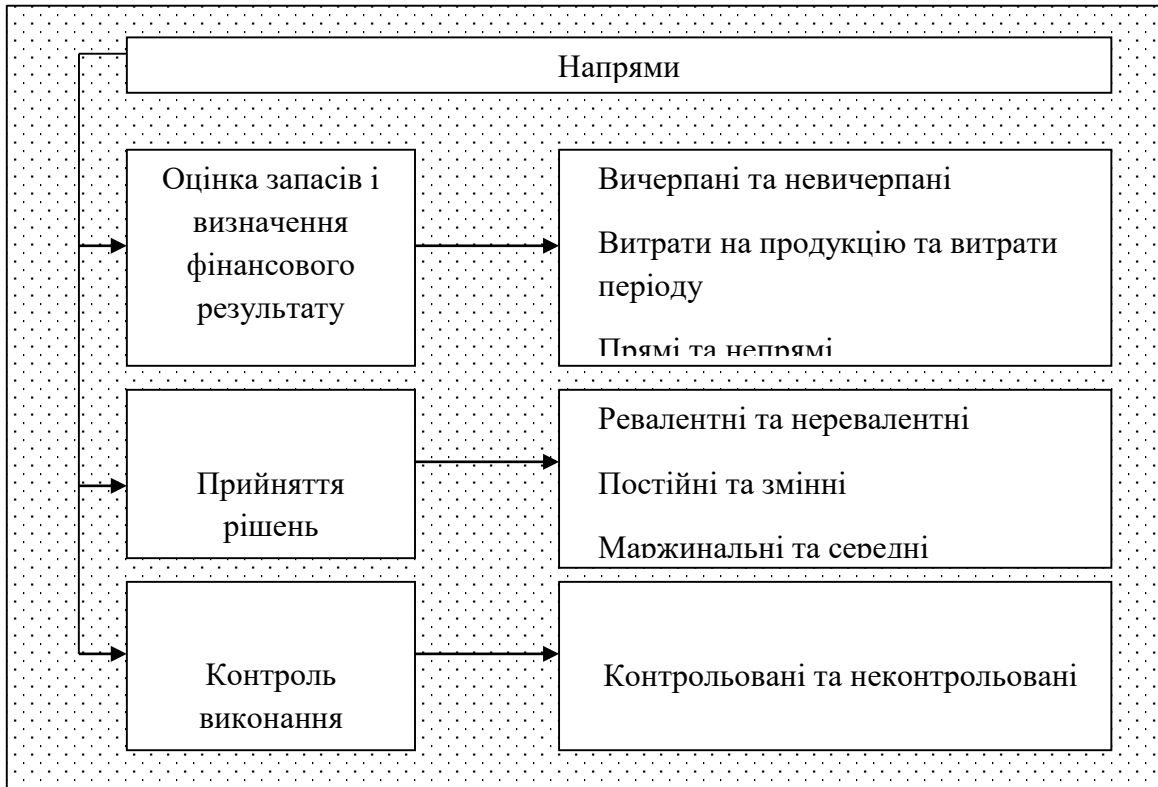 Напрями
Оцінка запасів і
визначення
фінансового
результату
Вичерпані та невичерпані
Витрати на продукцію та витрати
періоду
Прямі та непрямі
Прийняття
рішень
Ревалентні та неревалентні
Постійні та змінні
Маржинальні та середні
Контроль
виконання
Контрольовані та неконтрольовані